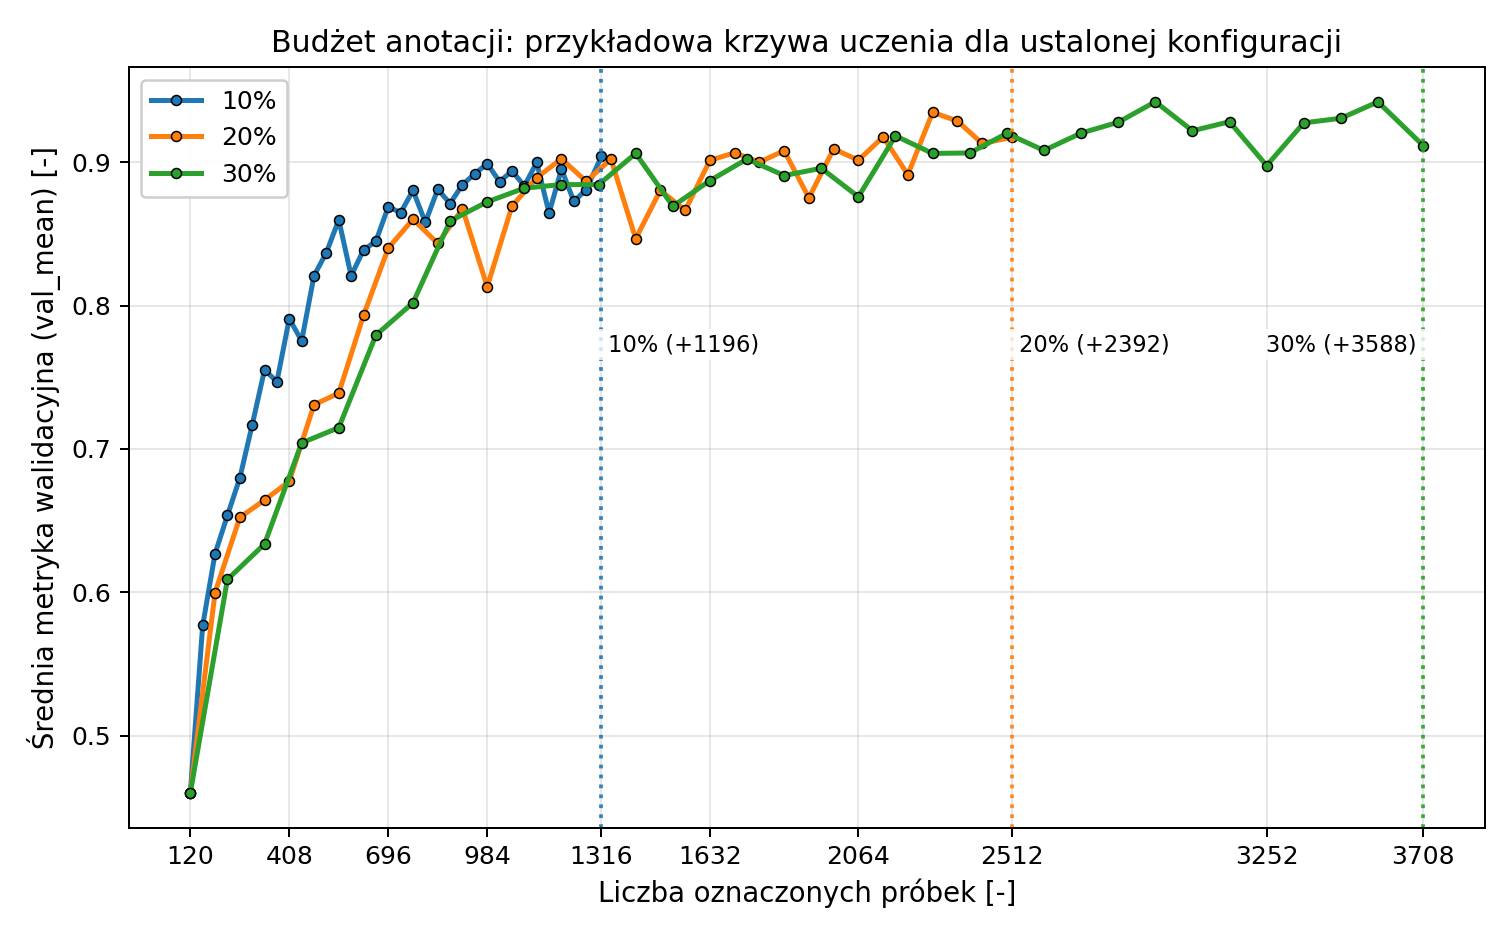 Budżet anotacji: przykładowa krzywa uczenia dla ustalonej konfiguracji
10%
20%
30%
Średnia metryka walidacyjna (val_mean) [-]
0.9
0.8
0.7
0.6
0.5
10% (+1196)
20% (+2392)
30% (+3588)
120 408 696 984 1316 1632 2064 2512 3252 3708
Liczba oznaczonych próbek [-]